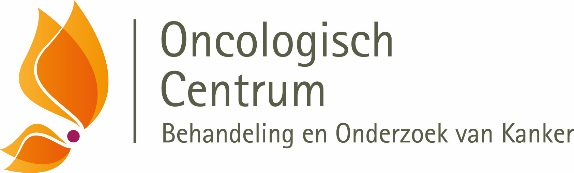 Oncologisch
Centrum
Behandeling en Onderzoek van Kanker